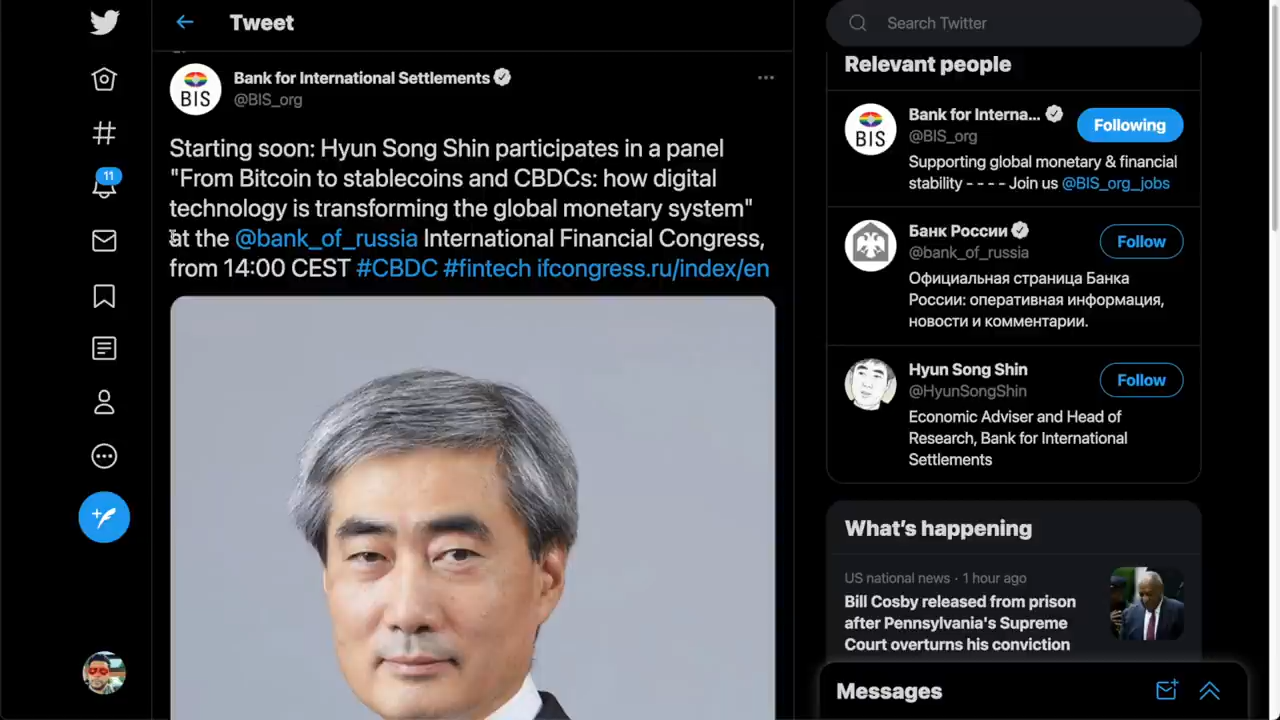 Tweet
BIS
Bank for International Settlements
@BIS_org
Starting soon: Hyun Song Shin participates in a panel
"From Bitcoin to stablecoins and CBDCs: how digital
technology is transforming the global monetary system"
at the @bank_of_russia International Financial Congress,
from 14:00 CEST #CBDC #fintech ifcongress.ru/index/en
11
Search Twitter
Relevant people
BIS
Bank for Interna...
@BIS_org
Following
Supporting global monetary & financial
stability - - - - Join us @BIS_org_jobs
Банк России
@bank_of_russia
Follow
Официальная страница Банка
России: оперативная информация,
новости и комментарии.
Hyun Song Shin
@HyunSongShin
Follow
Economic Adviser and Head of
Research, Bank for International
Settlements
What's happening
US national news · 1 hour ago
Bill Cosby released from prison
after Pennsylvania's Supreme
Court overturns his conviction
Messages